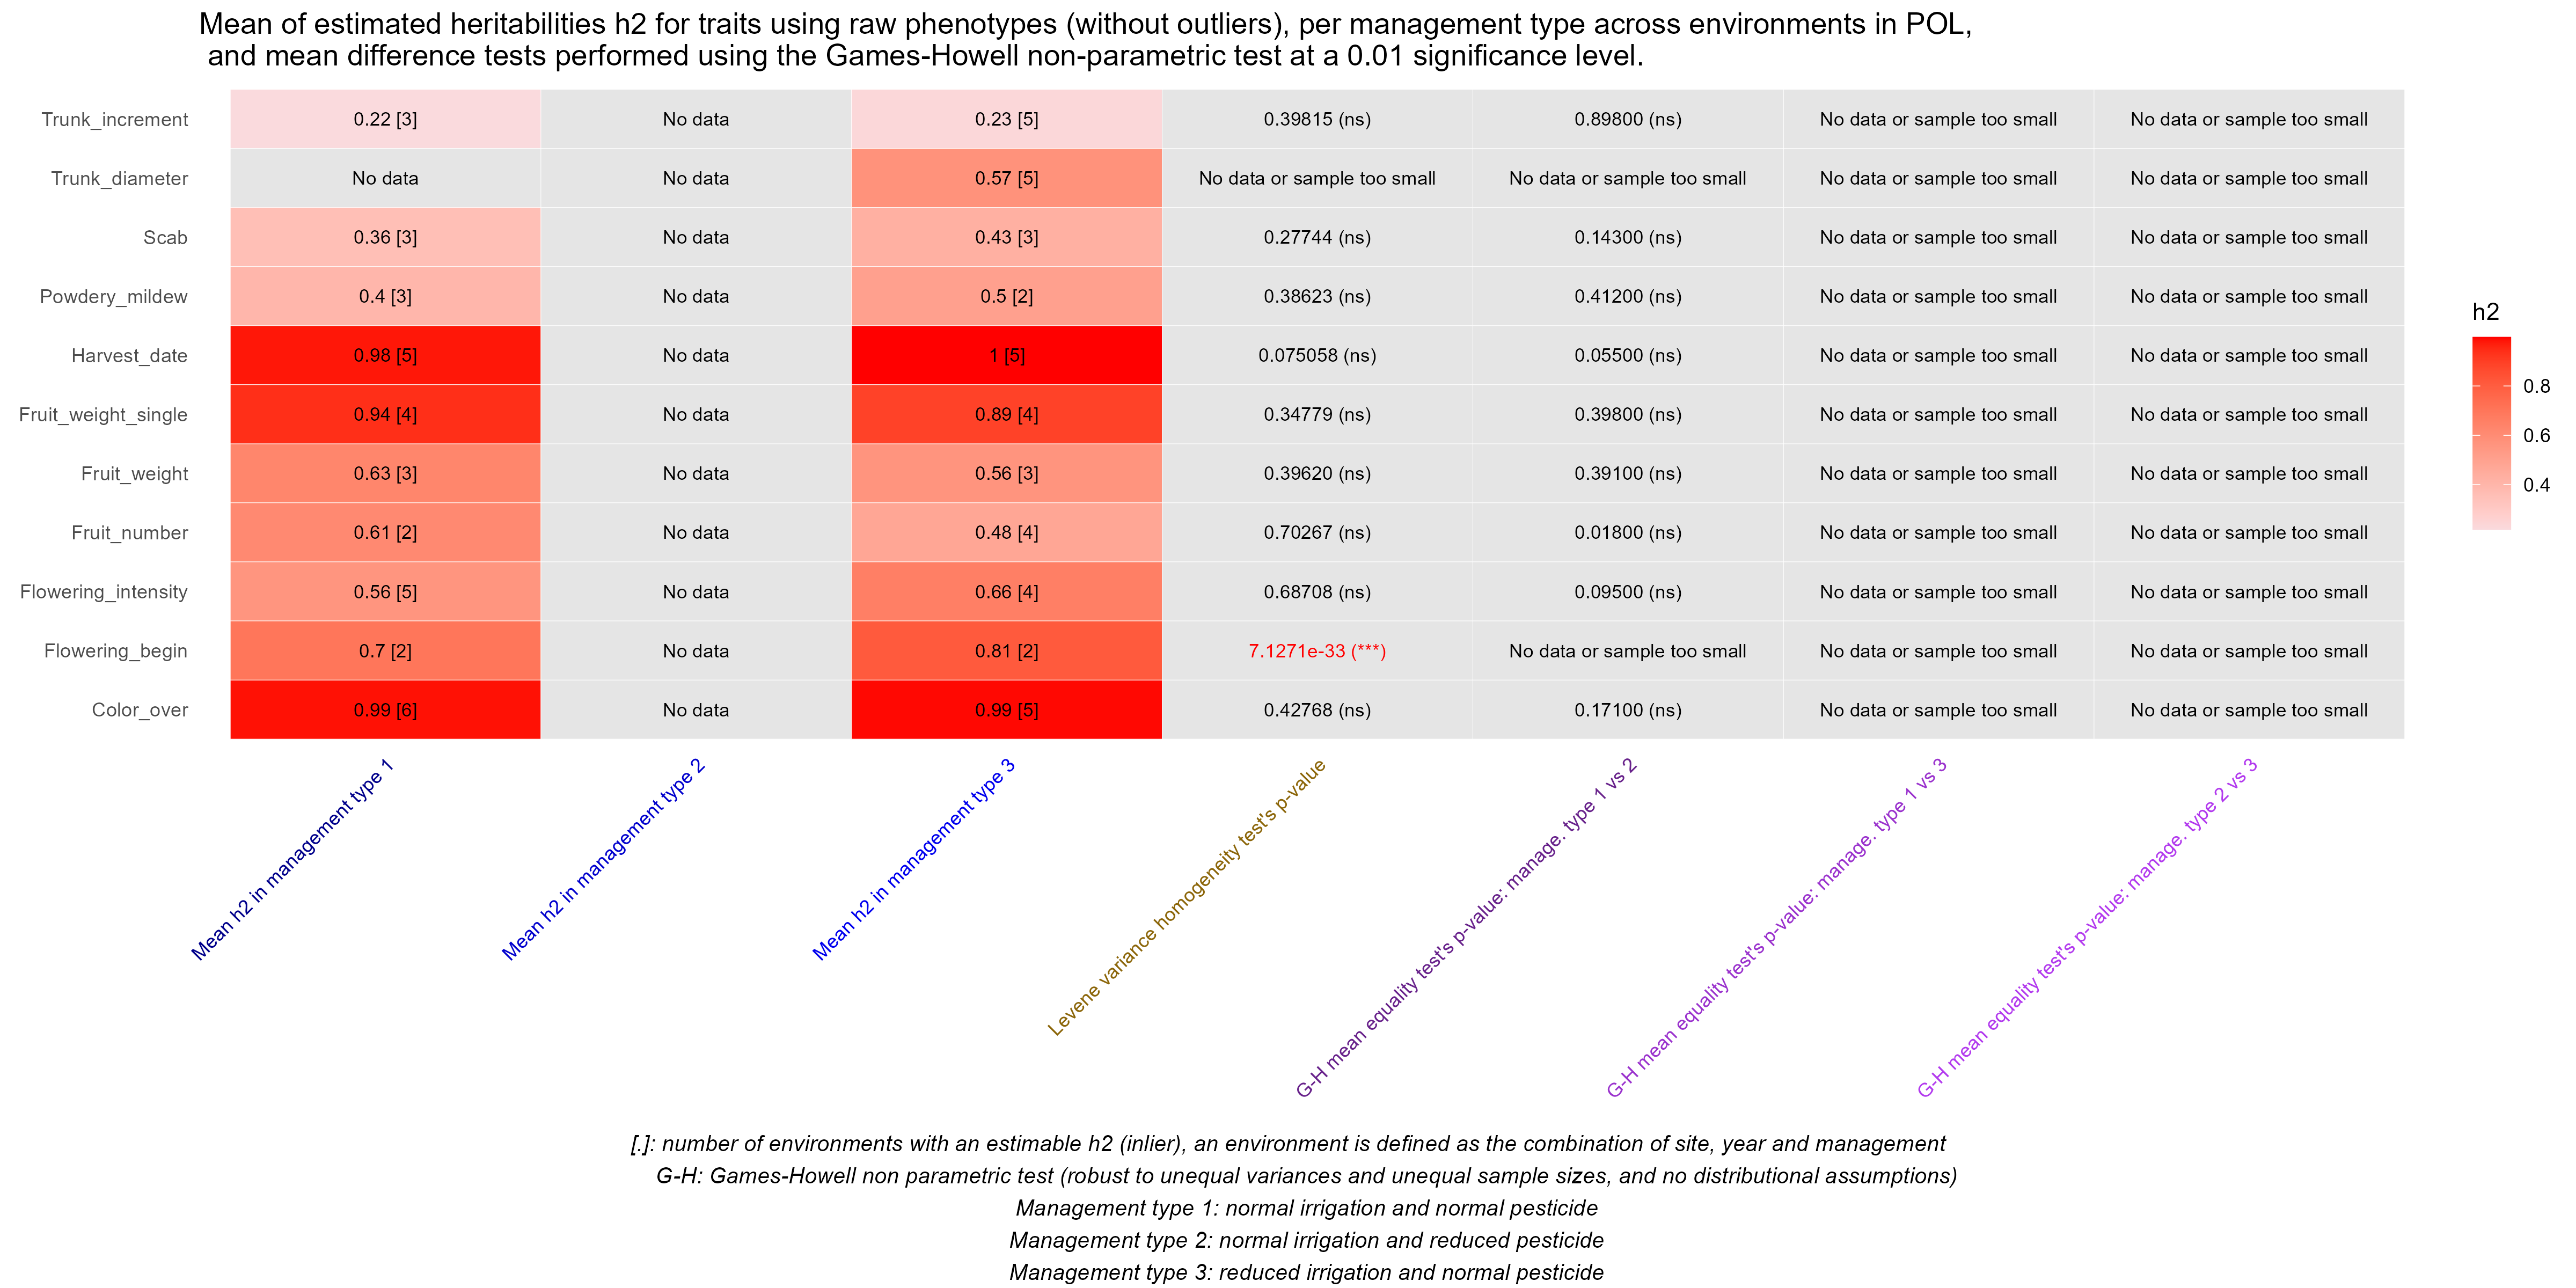 Mean of estimated heritabilities h2 for traits using raw phenotypes (without outliers), per management type across environments in POL,
and mean difference tests performed using the Games-Howell non-parametric test at a 0.01 significance level.
Trunk_increment 0.22 [3] No data 0.23 [5] 0.39815 (ns) 0.89800 (ns) No data or sample too small No data or sample too small
Trunk_diameter No data No data 0.57 [5] No data or sample too small No data or sample too small No data or sample too small No data or sample too small
Scab 0.36 [3] No data 0.43 [3] 0.27744 (ns) 0.14300 (ns) No data or sample too small No data or sample too small
Powdery_mildew 0.4 [3] No data 0.5 [2] 0.38623 (ns) 0.41200 (ns) No data or sample too small No data or sample too small
Harvest_date 0.98 [5] No data 1 [5] 0.075058 (ns) 0.05500 (ns) No data or sample too small No data or sample too small
Fruit_weight_single 0.94 [4] No data 0.89 [4] 0.34779 (ns) 0.39800 (ns) No data or sample too small No data or sample too small
Fruit_weight 0.63 [3] No data 0.56 [3] 0.39620 (ns) 0.39100 (ns) No data or sample too small No data or sample too small
Fruit_number 0.61 [2] No data 0.48 [4] 0.70267 (ns) 0.01800 (ns) No data or sample too small No data or sample too small
Flowering_intensity 0.56 [5] No data 0.66 [4] 0.68708 (ns) 0.09500 (ns) No data or sample too small No data or sample too small
Flowering_begin 0.7 [2] No data 0.81 [2] 7.1271e-33 (***) No data or sample too small No data or sample too small No data or sample too small
Color_over 0.99 [6] No data 0.99 [5] 0.42768 (ns) 0.17100 (ns) No data or sample too small No data or sample too small
h2
0.8
0.6
0.4
Mean h2 in management type 1
Mean h2 in management type 2
Mean h2 in management type 3
Levene variance homogeneity test's p-value
G-H mean equality test's p-value: manage. type 1 vs 2
G-H mean equality test's p-value: manage. type 1 vs 3
G-H mean equality test's p-value: manage. type 2 vs 3
[.]: number of environments with an estimable h2 (inlier), an environment is defined as the combination of site, year and management
G-H: Games-Howell non parametric test (robust to unequal variances and unequal sample sizes, and no distributional assumptions)
Management type 1: normal irrigation and normal pesticide
Management type 2: normal irrigation and reduced pesticide
Management type 3: reduced irrigation and normal pesticide